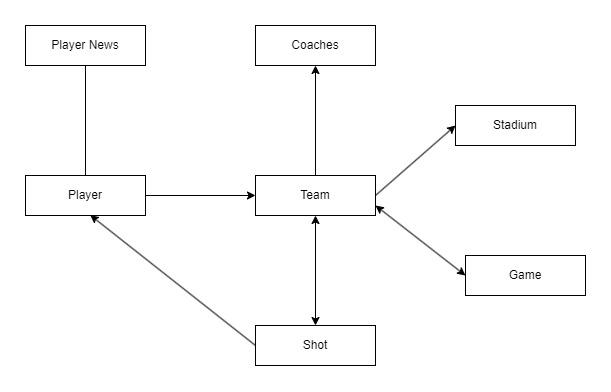 Player News
Coaches
Stadium
Player
Team
Game
Shot